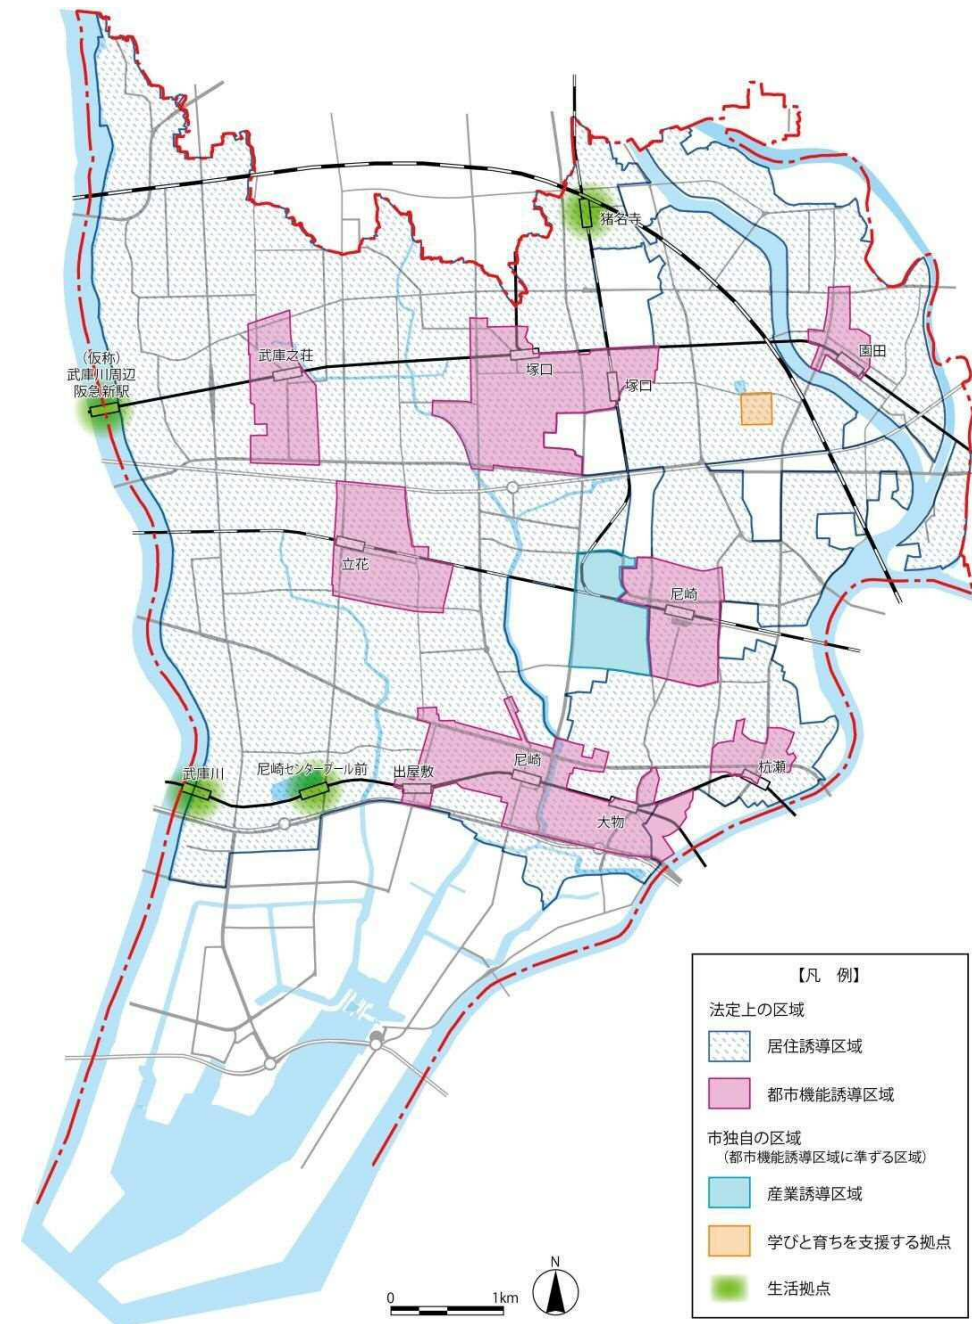 猪名寺
園田
武庫之荘
塚口
塚口
(仮称)
武庫川周辺
阪急新駅
立花
尼崎
武庫川
尼崎センタープール前
出屋敷
尼崎
杭瀬
大物
【凡 例】
法定上の区域
居住誘導区域
都市機能誘導区域
市独自の区域
(都市機能誘導区域に準ずる区域)
産業誘導区域
学びと育ちを支援する拠点
生活拠点
N
0 1km